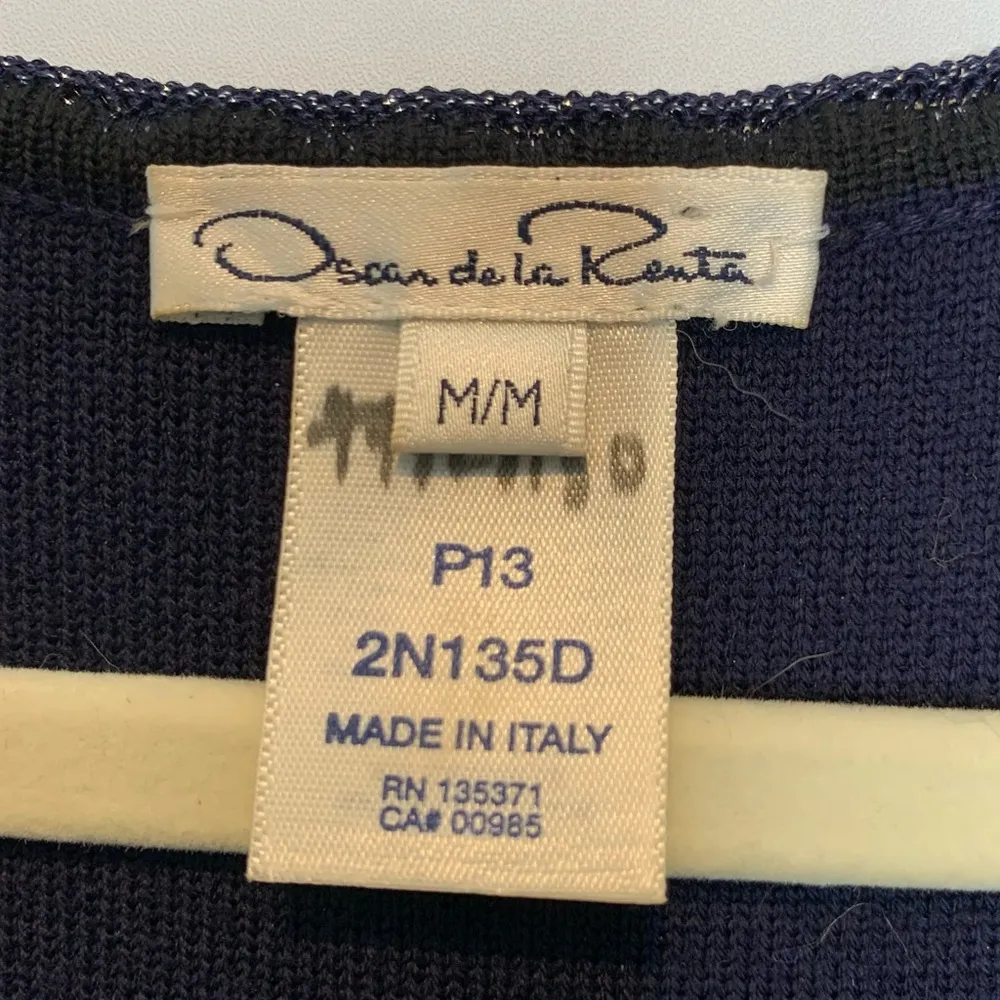 Oscar de la Renta
M/M
P13
2N135D
MADE IN ITALY
RN 135371
CA# 00985